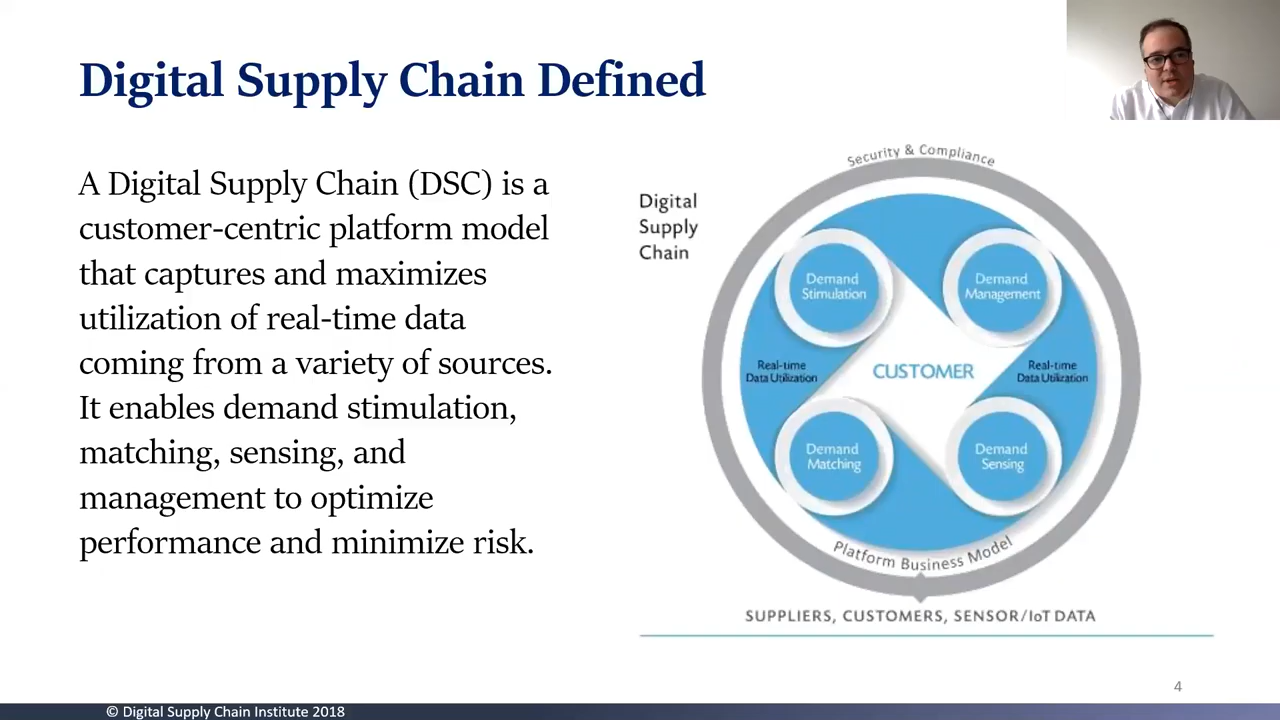 Digital Supply Chain Defined
A Digital Supply Chain (DSC) is a
customer-centric platform model
that captures and maximizes
utilization of real-time data
coming from a variety of sources.
It enables demand stimulation,
matching, sensing, and
management to optimize
performance and minimize risk.
Digital
Supply
Chain
Security & Compliance
Demand
Stimulation
Demand
Management
Real-time
Data Utilization
CUSTOMER
Real-time
Data Utilization
Demand
Matching
Demand
Sensing
Platform Business Model
SUPPLIERS, CUSTOMERS, SENSOR/IoT DATA
4
© Digital Supply Chain Institute 2018